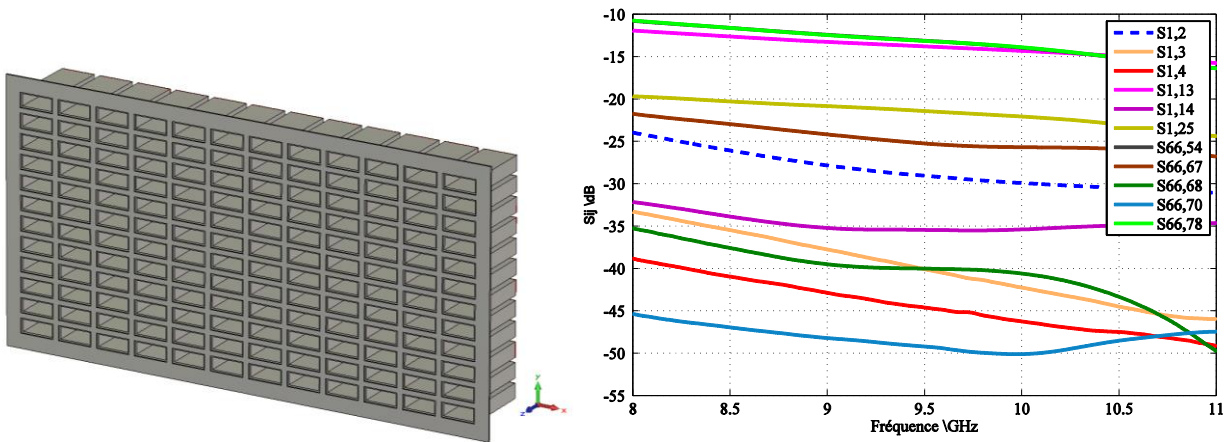 y
x
z
-10
-15
-20
-25
-30
-35
-40
-45
-50
-55
Sij \dB
8
8.5
9
9.5
10
10.5
11
Fréquence \GHz
S1,2
S1,3
S1,4
S1,13
S1,14
S1,25
S66,54
S66,67
S66,68
S66,70
S66,78